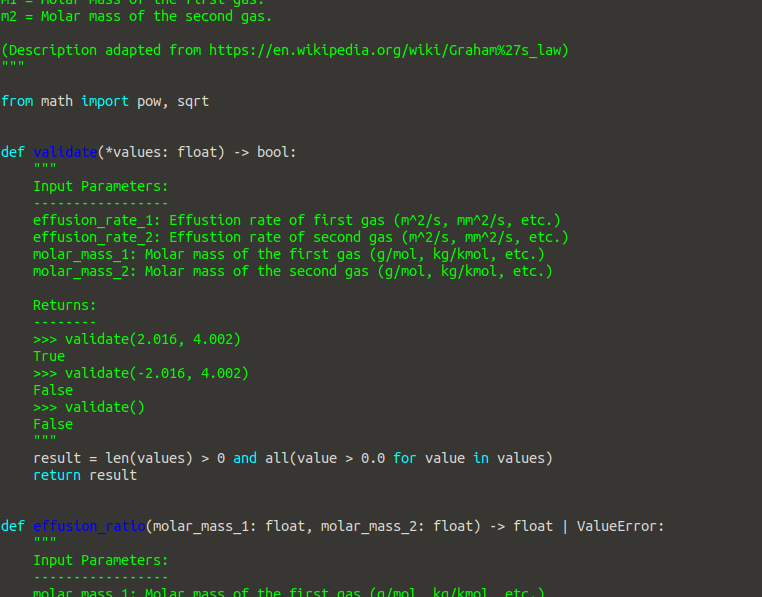 m1 = Molar mass of the first gas.
m2 = Molar mass of the second gas.

(Description adapted from https://en.wikipedia.org/wiki/Graham%27s_law)
"""

from math import pow, sqrt


def validate(*values: float) -> bool:
    """
    Input Parameters:
    -----------------
    effusion_rate_1: Effustion rate of first gas (m^2/s, mm^2/s, etc.)
    effusion_rate_2: Effustion rate of second gas (m^2/s, mm^2/s, etc.)
    molar_mass_1: Molar mass of the first gas (g/mol, kg/kmol, etc.)
    molar_mass_2: Molar mass of the second gas (g/mol, kg/kmol, etc.)

    Returns:
    --------
    >>> validate(2.016, 4.002)
    True
    >>> validate(-2.016, 4.002)
    False
    >>> validate()
    False
    """
    result = len(values) > 0 and all(value > 0.0 for value in values)
    return result


def effusion_ratio(molar_mass_1: float, molar_mass_2: float) -> float | ValueError:
    """
    Input Parameters:
    -----------------
    molar_mass_1: Molar mass of the first gas (g/mol, kg/kmol, etc.)